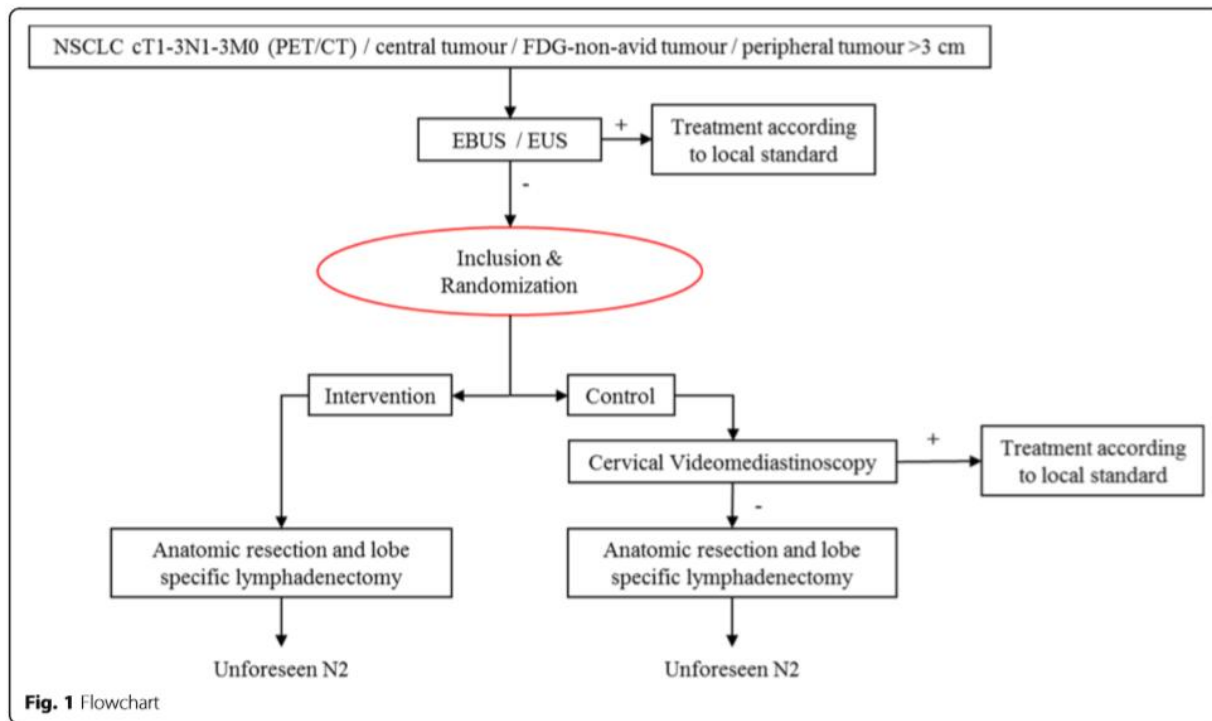 NSCLC cT1-3N1-3M0 (PET/CT) / central tumour / FDG-non-avid tumour / peripheral tumour >3 cm
EBUS / EUS
+
Treatment according
to local standard
-
Inclusion &
Randomization
Intervention
Control
Cervical Videomediastinoscopy
+
Treatment according
to local standard
-
Anatomic resection and lobe
specific lymphadenectomy
Anatomic resection and lobe
specific lymphadenectomy
Unforeseen N2
Unforeseen N2
Fig. 1 Flowchart